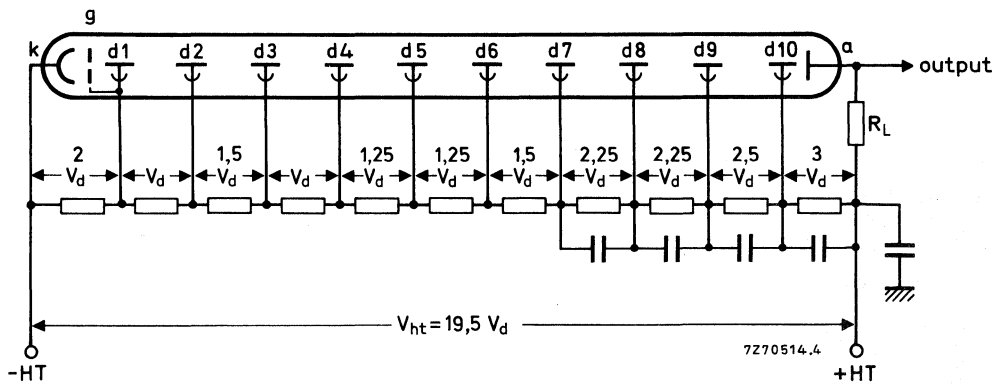 g
k d1 d2 d3 d4 d5 d6 d7 d8 d9 d10 a
output
R_L
2 1,5 1,25 1,25 1,5 2,25 2,25 2,5 3
V_d V_d V_d V_d V_d V_d V_d V_d V_d V_d V_d
V_ht = 19,5 V_d
7Z70514.4
-HT +HT